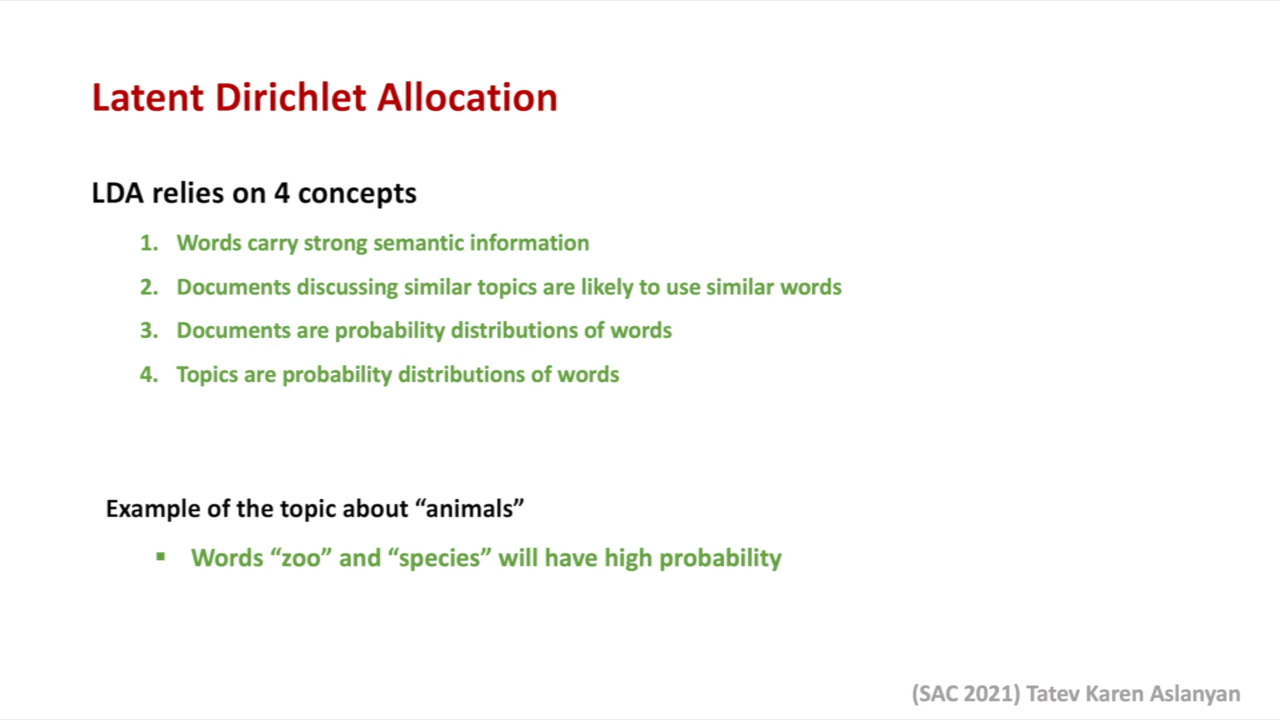 Latent Dirichlet Allocation
LDA relies on 4 concepts
1. Words carry strong semantic information
2. Documents discussing similar topics are likely to use similar words
3. Documents are probability distributions of words
4. Topics are probability distributions of words
Example of the topic about “animals”
▪ Words “zoo” and “species” will have high probability
(SAC 2021) Tatev Karen Aslanyan